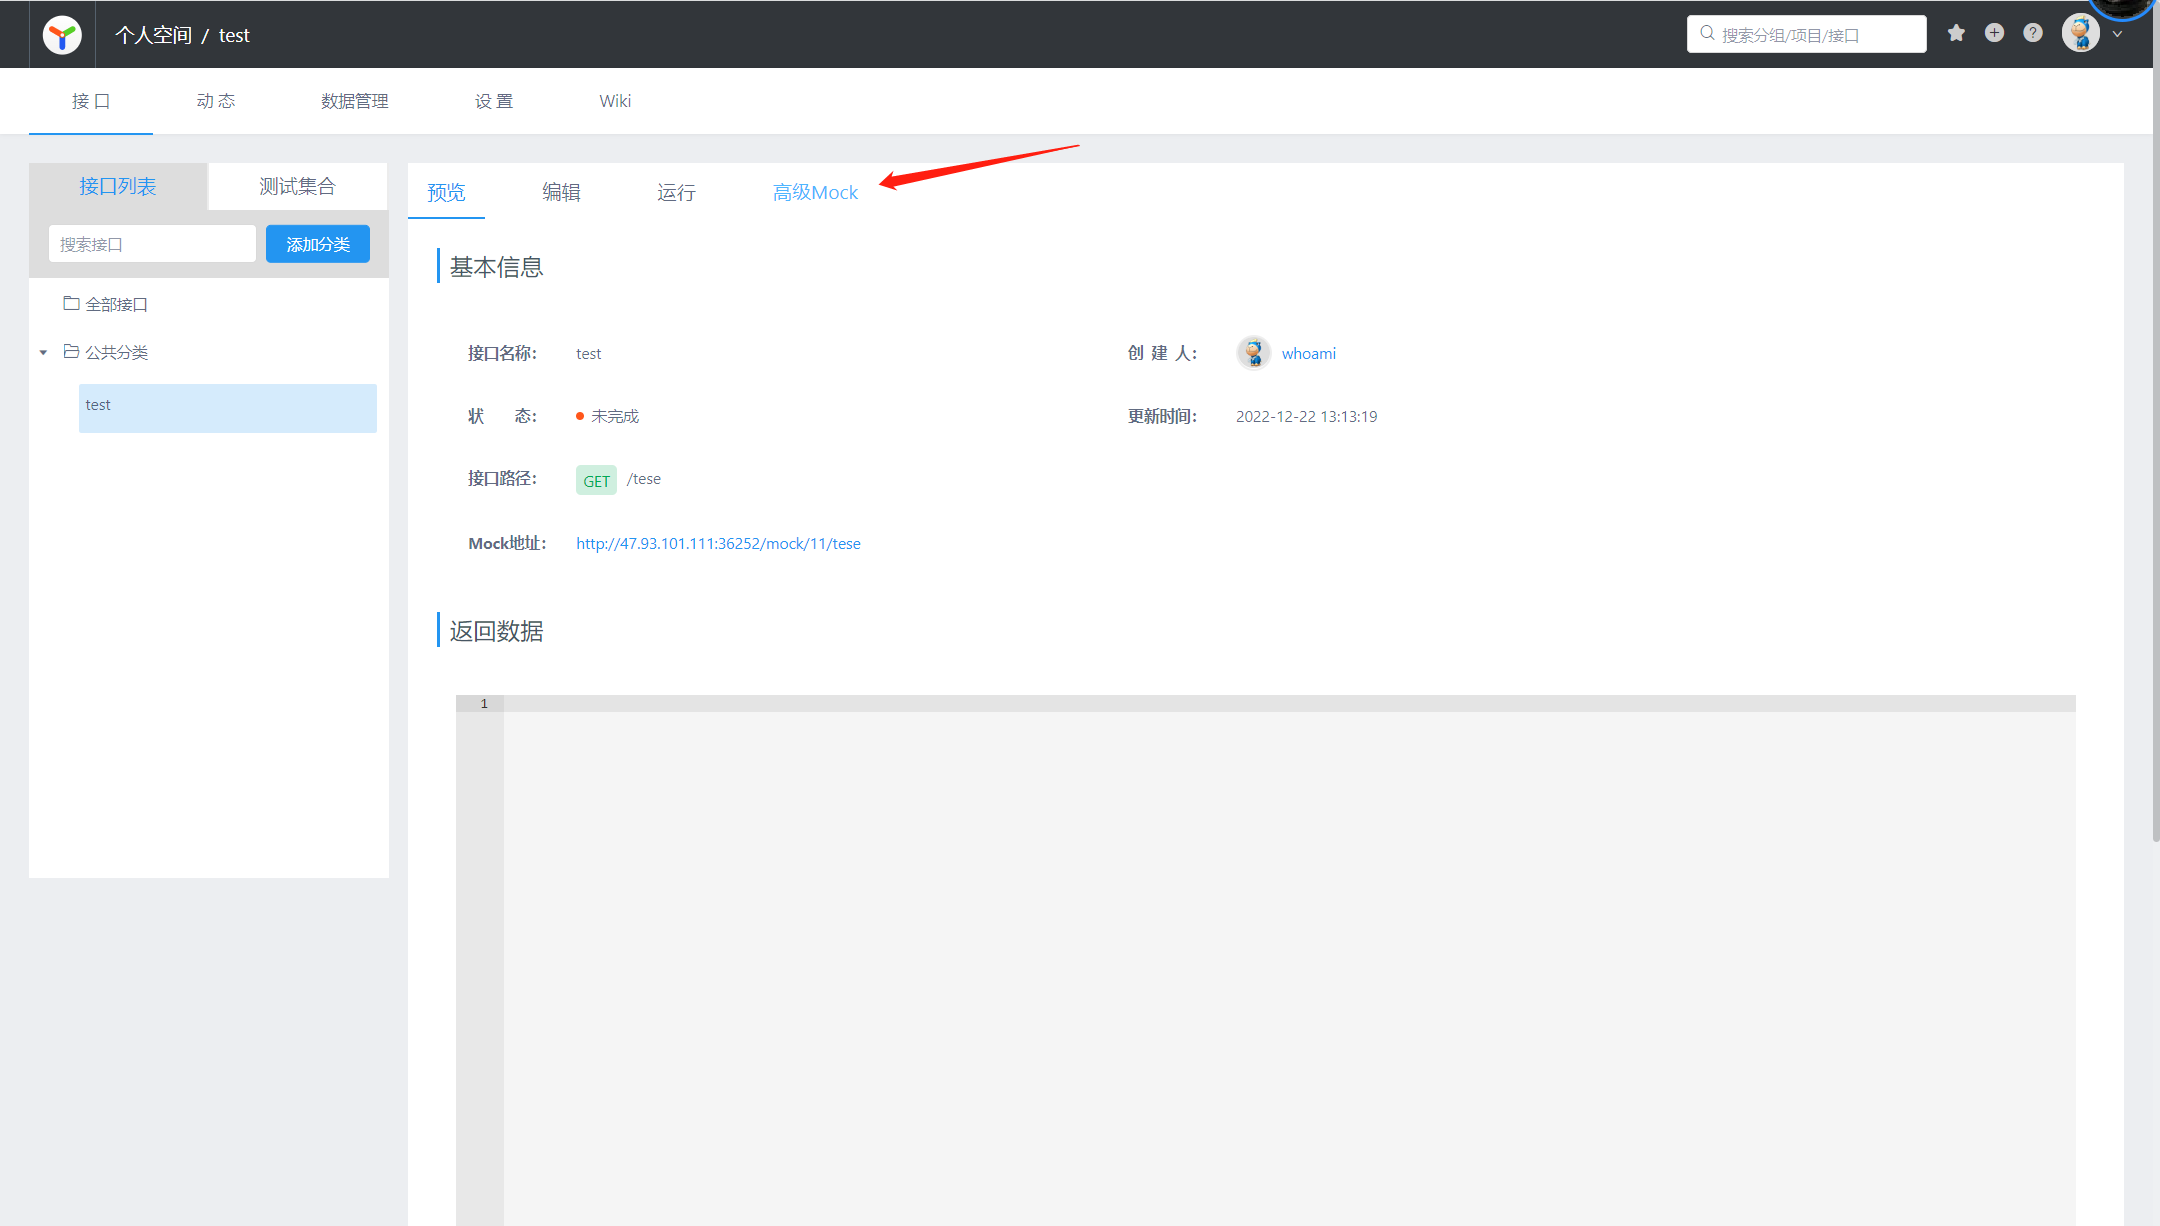 个人空间 / test
搜索分组/项目/接口
接 口
动 态
数据管理
设 置
Wiki
接口列表
测试集合
搜索接口
添加分类
全部接口
公共分类
test
预览
编辑
运行
高级Mock
基本信息
接口名称： test
创 建 人： whoami
状 态： 未完成
更新时间： 2022-12-22 13:13:19
接口路径： GET /tese
Mock地址： http://47.93.101.111:36252/mock/11/tese
返回数据
1